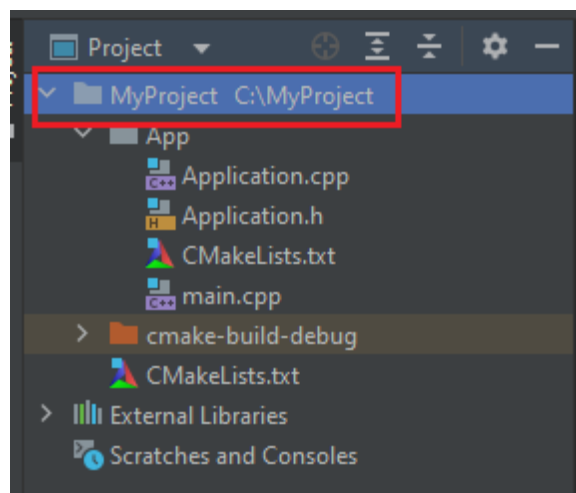 Project
MyProject C:\MyProject
App
C++ Application.cpp
H Application.h
CMakeLists.txt
C++ main.cpp
cmake-build-debug
CMakeLists.txt
External Libraries
Scratches and Consoles